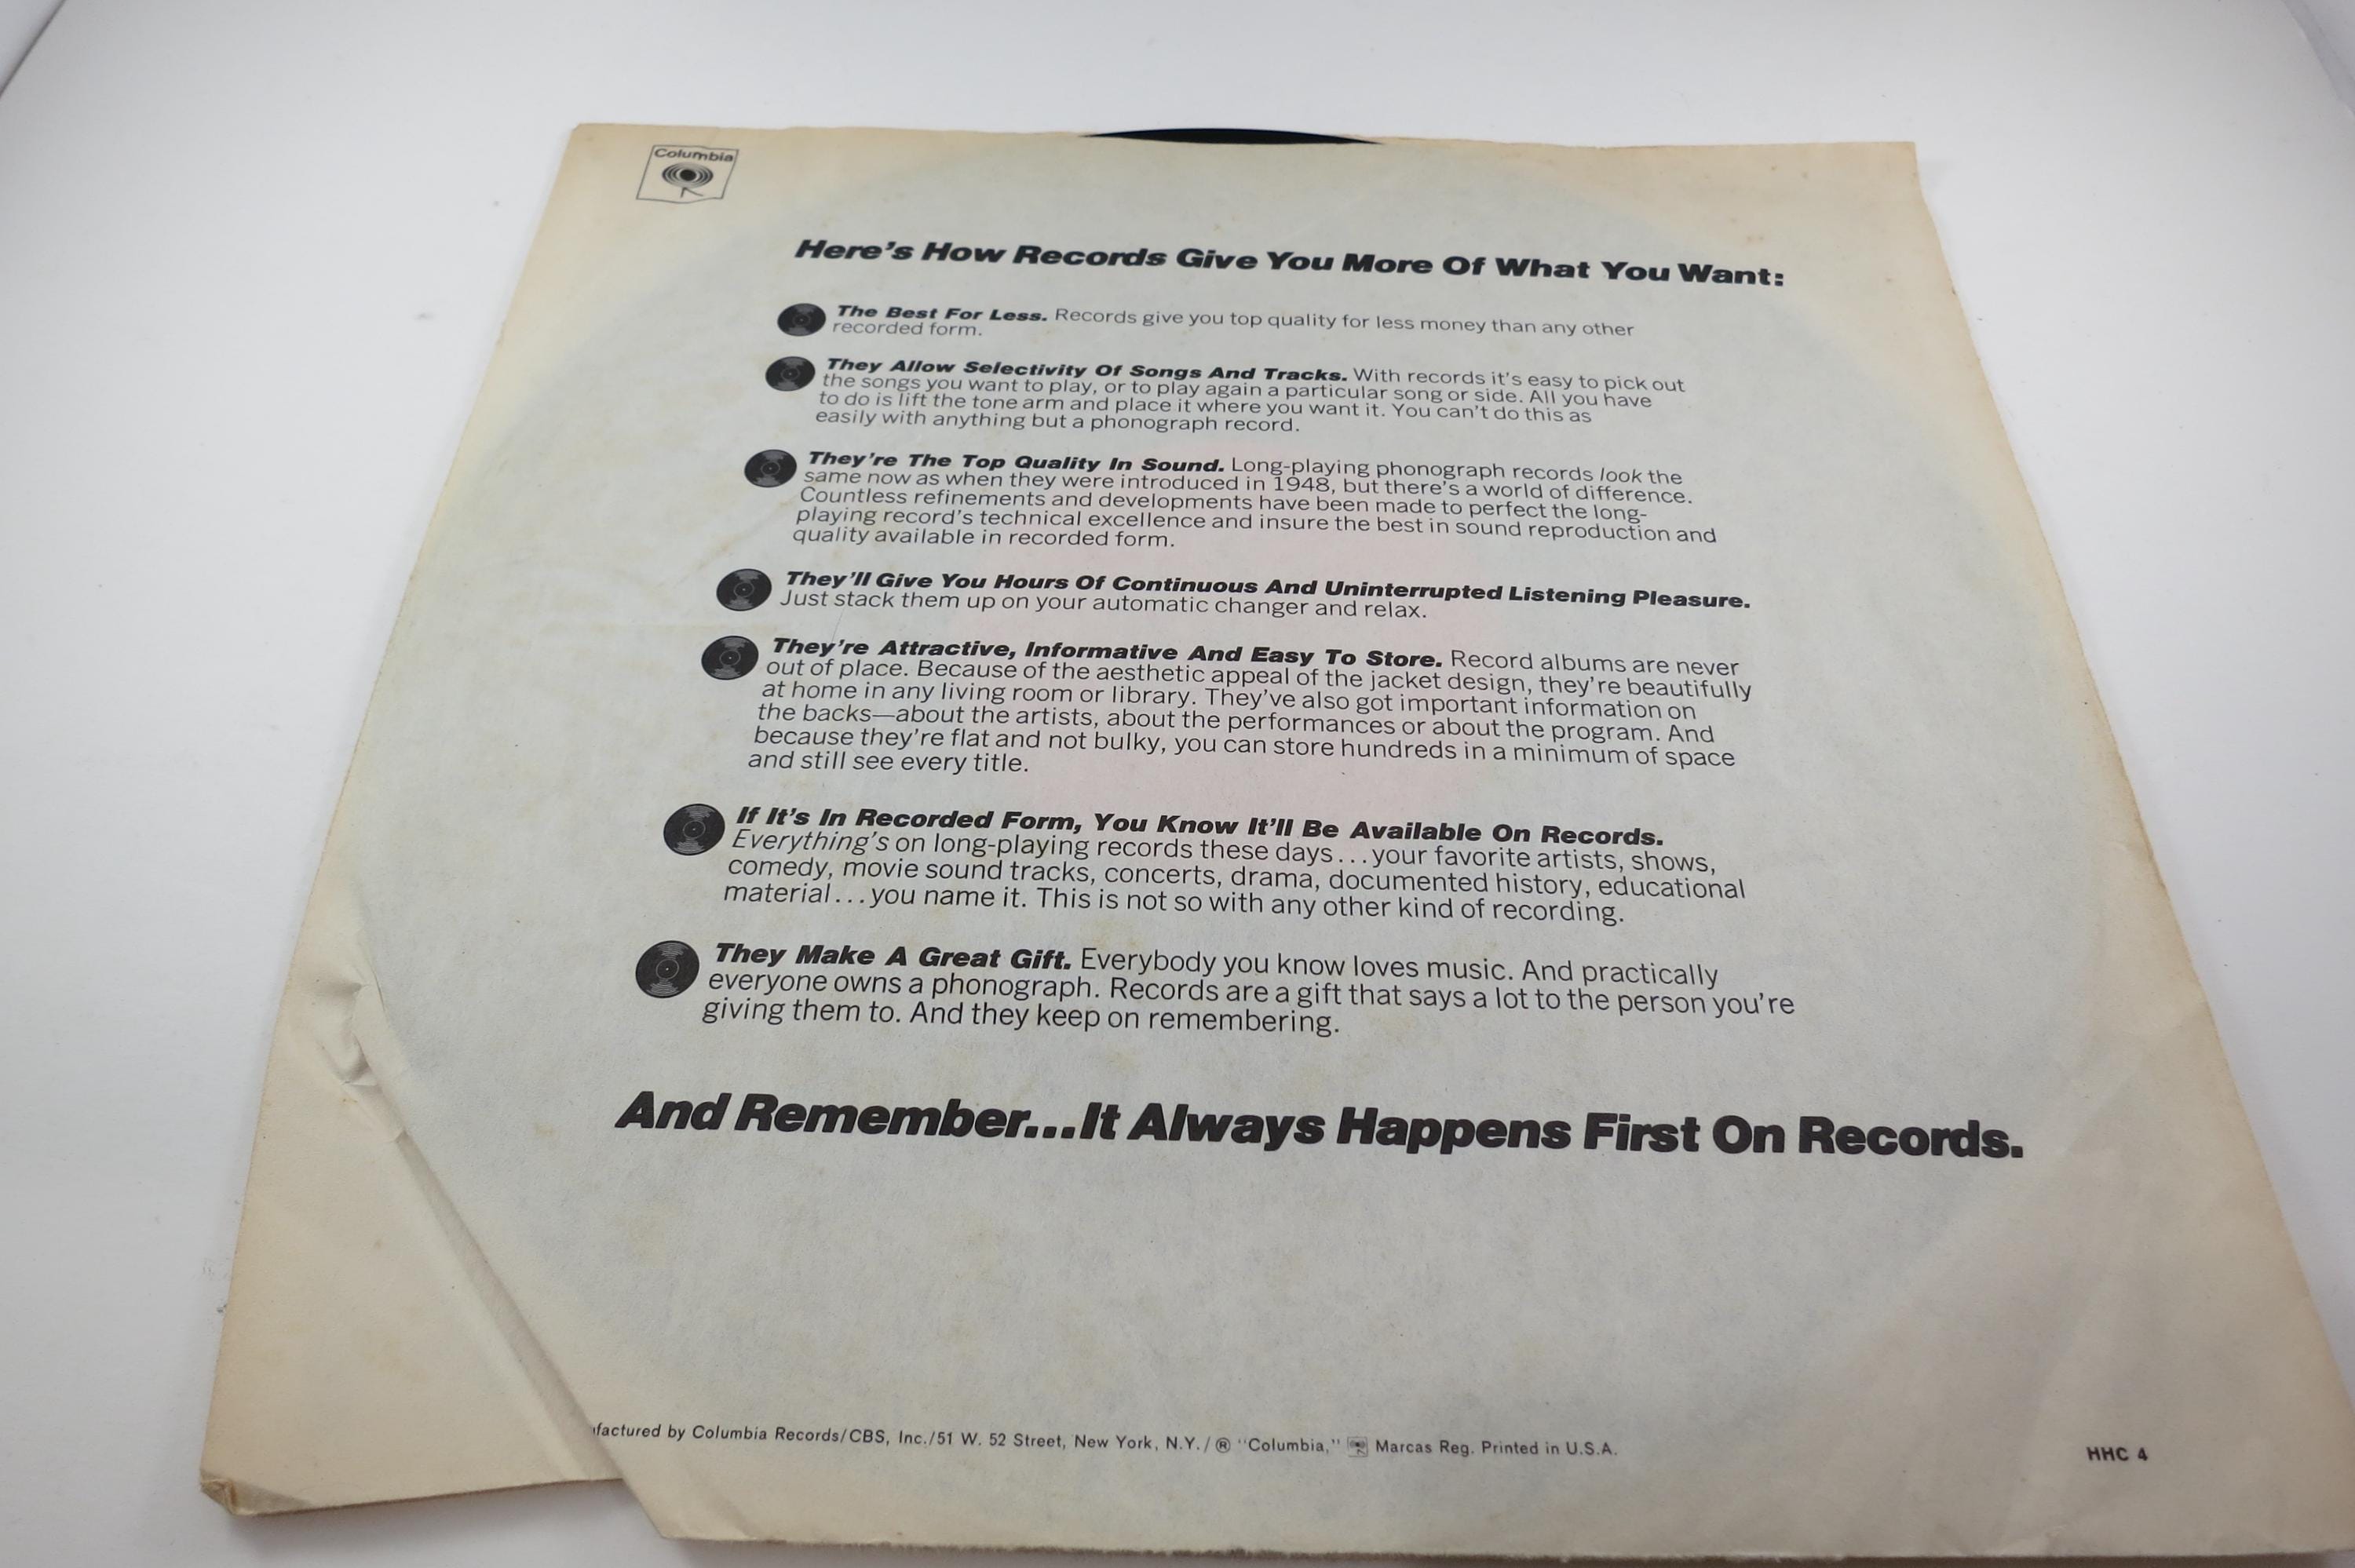 Columbia
Here's How Records Give You More Of What You Want:
The Best For Less. Records give you top quality for less money than any other
recorded form.
They Allow Selectivity Of Songs And Tracks. With records it's easy to pick out
the songs you want to play, or to play again a particular song or side. All you have
to do is lift the tone arm and place it where you want it. You can't do this as
easily with anything but a phonograph record.
They're The Top Quality In Sound. Long-playing phonograph records look the
same now as when they were introduced in 1948, but there's a world of difference.
Countless refinements and developments have been made to perfect the long-
playing record's technical excellence and insure the best in sound reproduction and
quality available in recorded form.
They'll Give You Hours Of Continuous And Uninterrupted Listening Pleasure.
Just stack them up on your automatic changer and relax.
They're Attractive, Informative And Easy To Store. Record albums are never
out of place. Because of the aesthetic appeal of the jacket design, they're beautifully
at home in any living room or library. They've also got important information on
the backs—about the artists, about the performances or about the program. And
because they're flat and not bulky, you can store hundreds in a minimum of space
and still see every title.
If It's In Recorded Form, You Know It'll Be Available On Records.
Everything's on long-playing records these days...your favorite artists, shows,
comedy, movie sound tracks, concerts, drama, documented history, educational
material...you name it. This is not so with any other kind of recording.
They Make A Great Gift. Everybody you know loves music. And practically
everyone owns a phonograph. Records are a gift that says a lot to the person you're
giving them to. And they keep on remembering.
And Remember...It Always Happens First On Records.
factured by Columbia Records/CBS, Inc./51 W. 52 Street, New York, N.Y./® "Columbia," Marcas Reg. Printed in U.S.A.
HHC 4